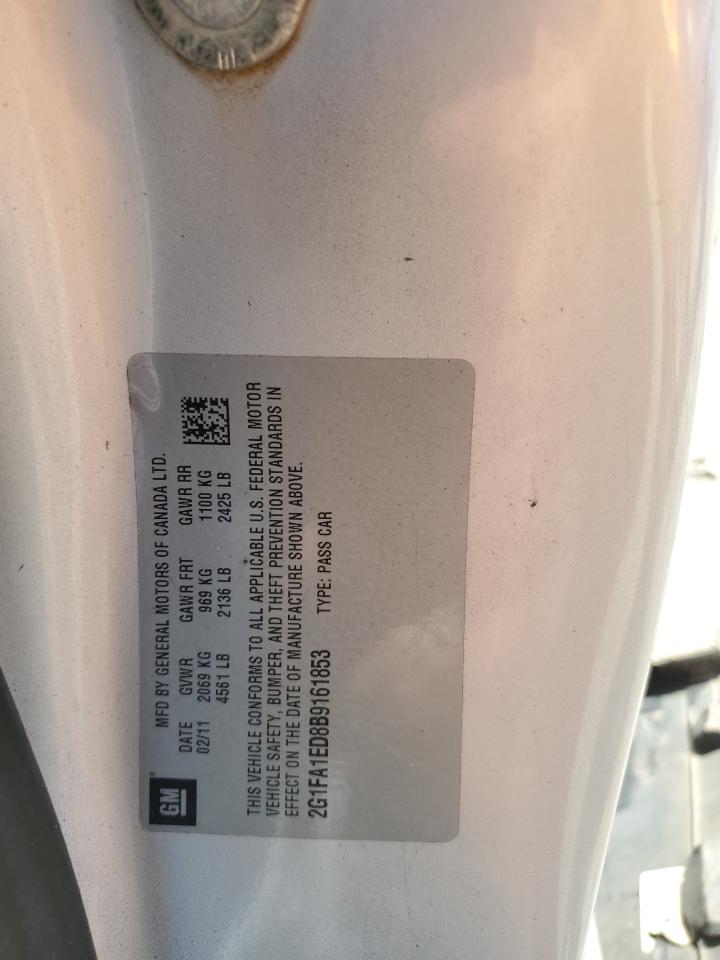 GM
MFD BY GENERAL MOTORS OF CANADA LTD.
DATE GVWR GAWR FRT GAWR RR
02/11 2069 KG 969 KG 1100 KG
4561 LB 2136 LB 2425 LB
THIS VEHICLE CONFORMS TO ALL APPLICABLE U.S. FEDERAL MOTOR
VEHICLE SAFETY, BUMPER, AND THEFT PREVENTION STANDARDS IN
EFFECT ON THE DATE OF MANUFACTURE SHOWN ABOVE.
2G1FA1ED8B9161853 TYPE: PASS CAR